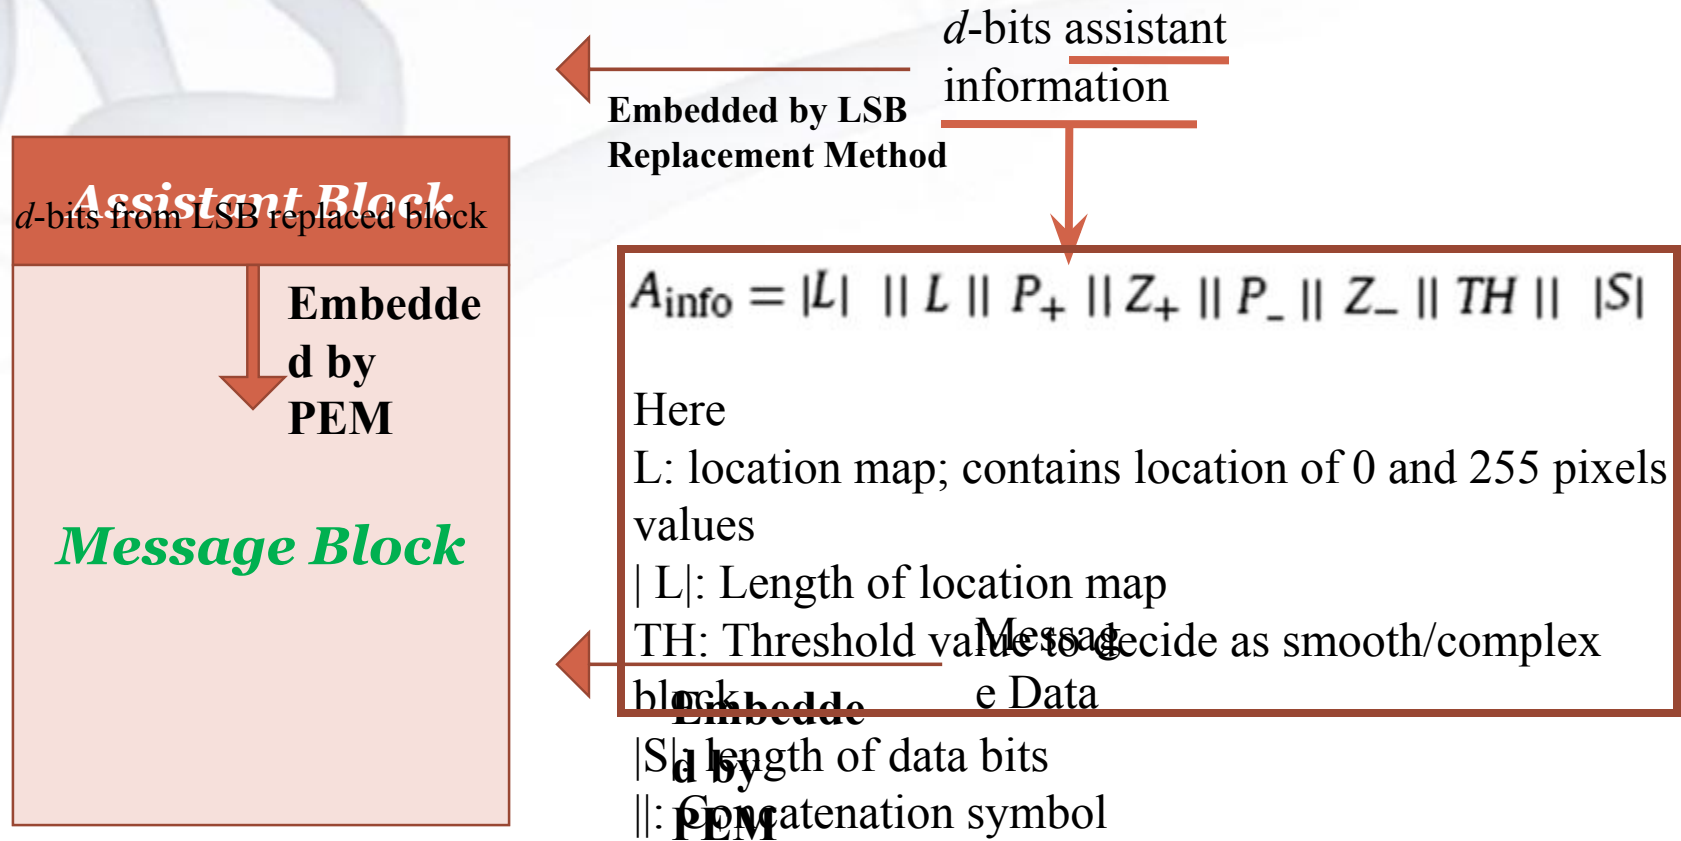 d-bits assistant
information
Embedded by LSB
Replacement Method
Assistant Block
d-bits from LSB replaced block
Embedde
d by
PEM
Message Block
A_info = |L| || L || P_+ || Z_+ || P_- || Z_- || TH || |S|
Here
L: location map; contains location of 0 and 255 pixels
values
| L|: Length of location map
TH: Threshold value to decide as smooth/complex
block
|S|: length of data bits
||: Concatenation symbol
Messag
e Data
Embedde
d by
PEM